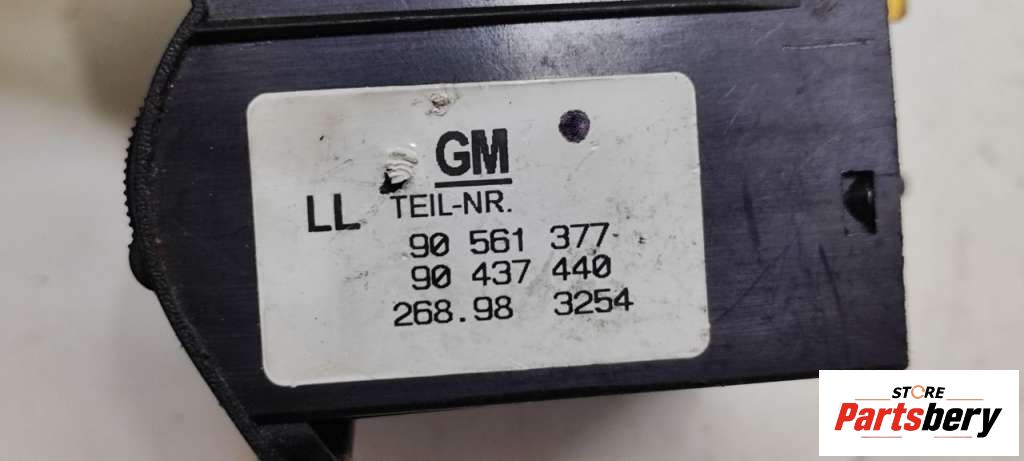 GM
LL TEIL-NR.
90 561 377
90 437 440
268.98 3254
STORE
Partsbery